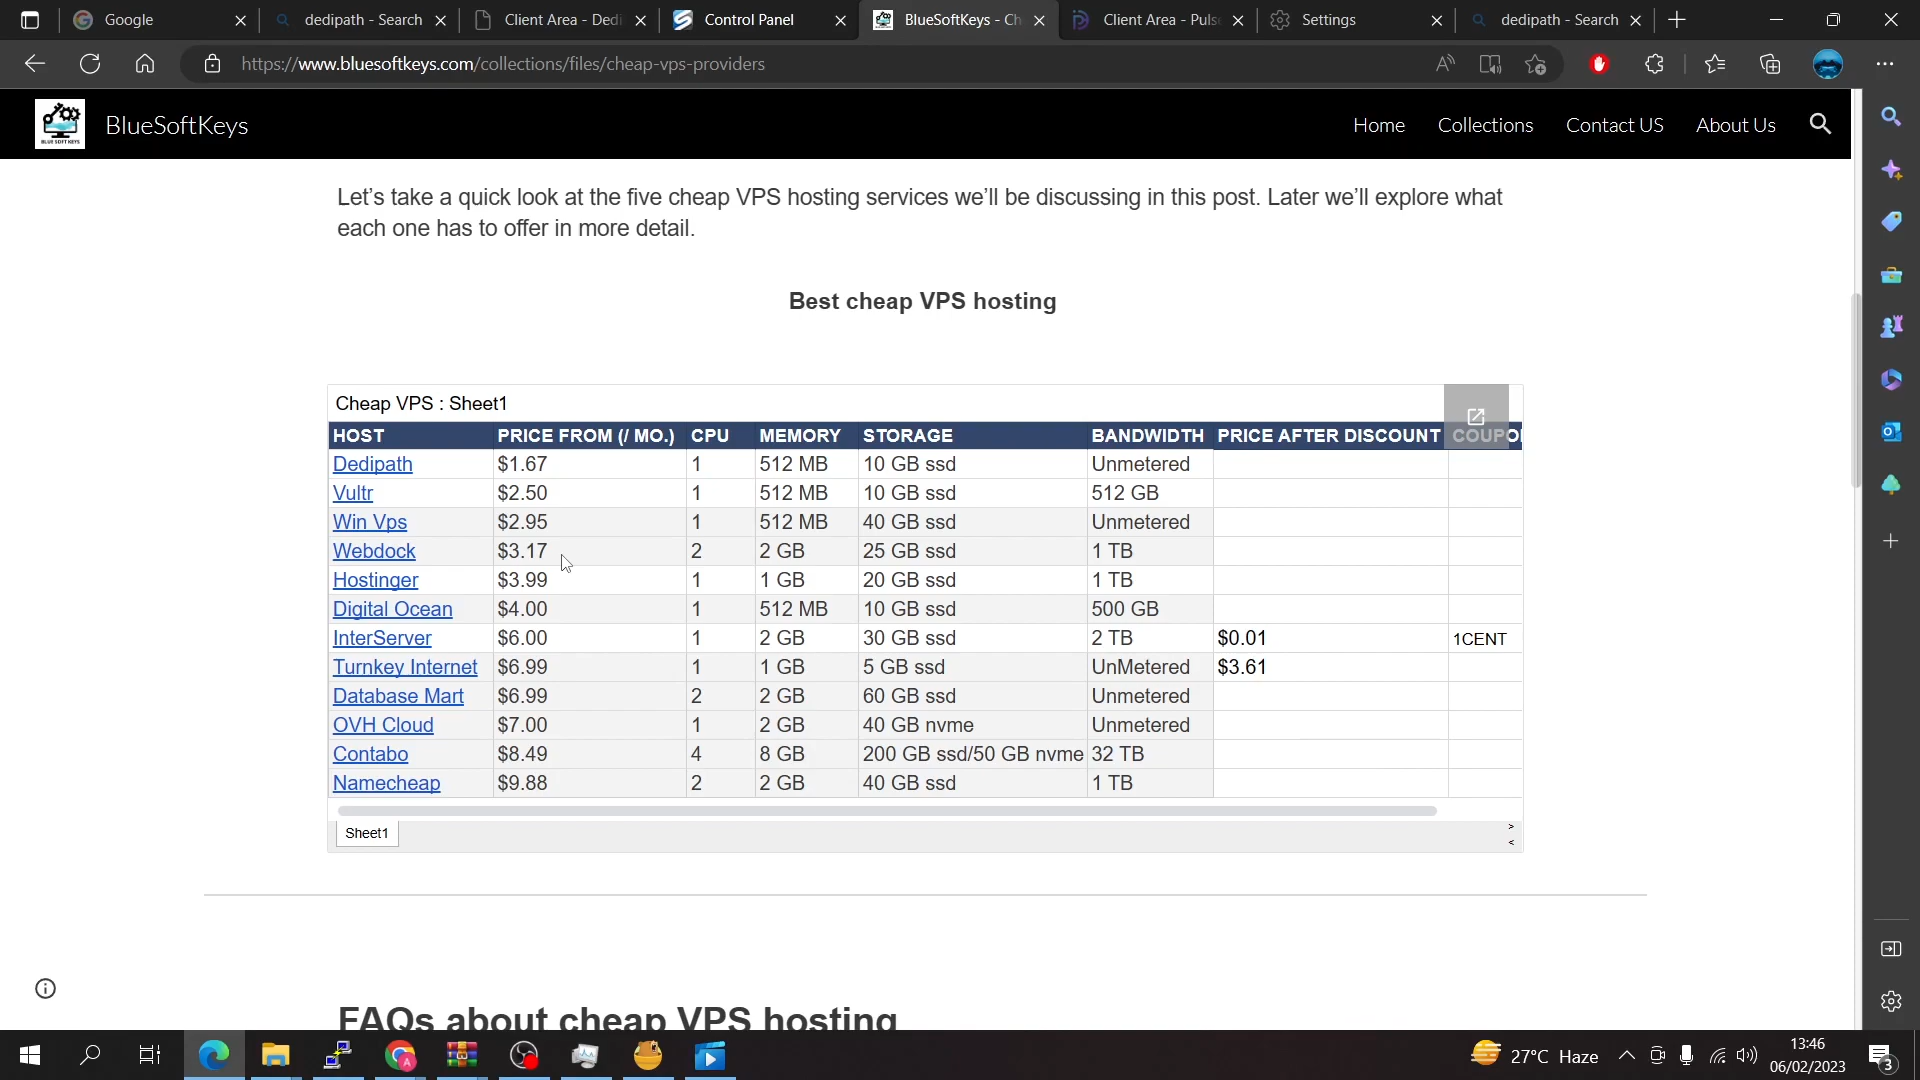 Google
dedipath - Search
Client Area - Dedi
Control Panel
BlueSoftKeys - Ch
Client Area - Puls
Settings
dedipath - Search
https://www.bluesoftkeys.com/collections/files/cheap-vps-providers
BLUE SOFT KEYS
BlueSoftKeys
Home Collections Contact US About Us
Let’s take a quick look at the five cheap VPS hosting services we’ll be discussing in this post. Later we’ll explore what
each one has to offer in more detail.
Best cheap VPS hosting
Cheap VPS : Sheet1
HOST PRICE FROM (/ MO.) CPU MEMORY STORAGE BANDWIDTH PRICE AFTER DISCOUNT COUPO
Dedipath $1.67 1 512 MB 10 GB ssd Unmetered
Vultr $2.50 1 512 MB 10 GB ssd 512 GB
Win Vps $2.95 1 512 MB 40 GB ssd Unmetered
Webdock $3.17 2 2 GB 25 GB ssd 1 TB
Hostinger $3.99 1 1 GB 20 GB ssd 1 TB
Digital Ocean $4.00 1 512 MB 10 GB ssd 500 GB
InterServer $6.00 1 2 GB 30 GB ssd 2 TB $0.01 1CENT
Turnkey Internet $6.99 1 1 GB 5 GB ssd UnMetered $3.61
Database Mart $6.99 2 2 GB 60 GB ssd Unmetered
OVH Cloud $7.00 1 2 GB 40 GB nvme Unmetered
Contabo $8.49 4 8 GB 200 GB ssd/50 GB nvme 32 TB
Namecheap $9.88 2 2 GB 40 GB ssd 1 TB
Sheet1
FAQs about cheap VPS hosting
27°C Haze
13:46
06/02/2023
3